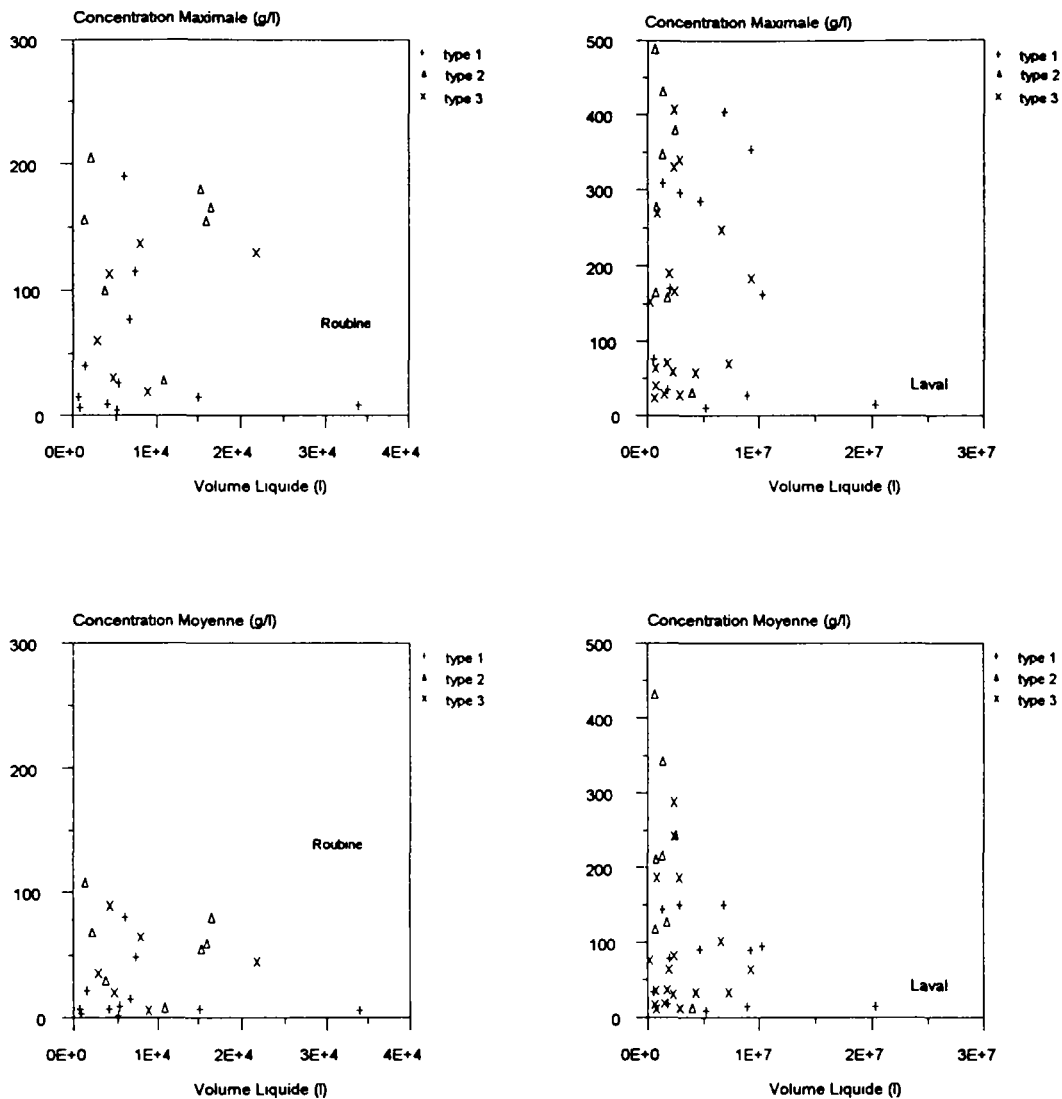 Concentration Maximale (g/l)
300
200
100
0
0E+0 1E+4 2E+4 3E+4 4E+4
Volume Liquide (l)
+ type 1
Δ type 2
x type 3
Roubine
Concentration Maximale (g/l)
500
400
300
200
100
0
0E+0 1E+7 2E+7 3E+7
Volume Liquide (l)
+ type 1
Δ type 2
x type 3
Laval
Concentration Moyenne (g/l)
300
200
100
0
0E+0 1E+4 2E+4 3E+4 4E+4
Volume Liquide (l)
+ type 1
Δ type 2
x type 3
Roubine
Concentration Moyenne (g/l)
500
400
300
200
100
0
0E+0 1E+7 2E+7 3E+7
Volume Liquide (l)
+ type 1
Δ type 2
x type 3
Laval